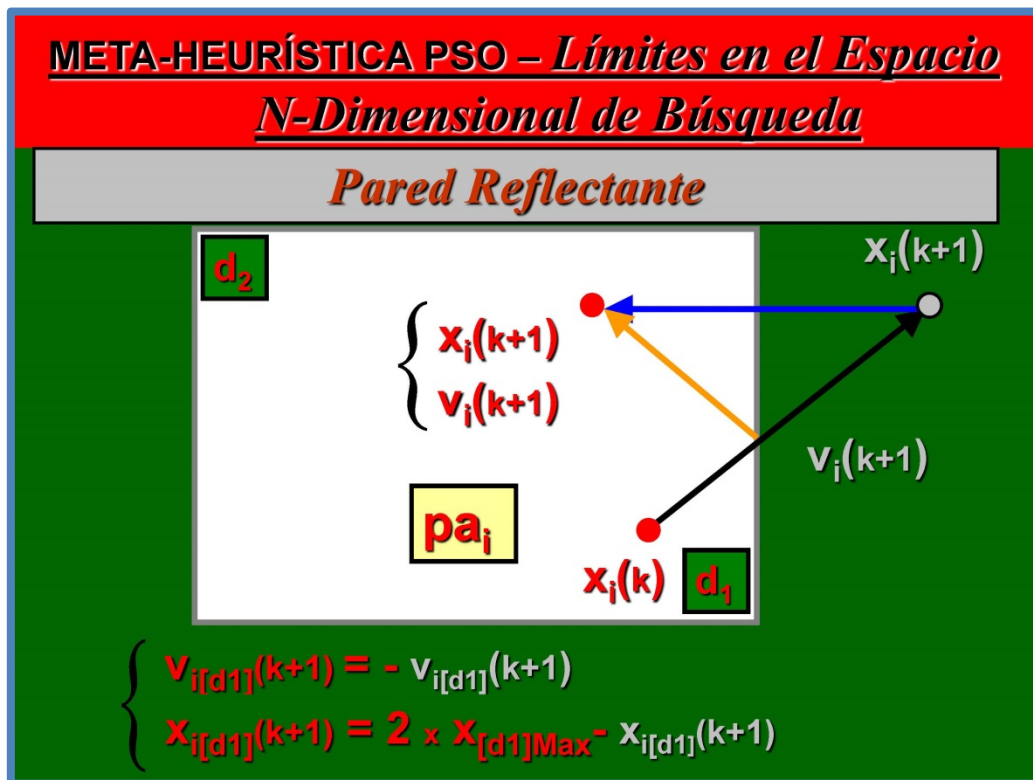 META-HEURÍSTICA PSO – Límites en el Espacio
N-Dimensional de Búsqueda
Pared Reflectante
d2
xi(k+1)
xi(k+1)
vi(k+1)
vi(k+1)
pai
xi(k)
d1
vi[d1](k+1) = - vi[d1](k+1)
xi[d1](k+1) = 2 x x[d1]Max- xi[d1](k+1)